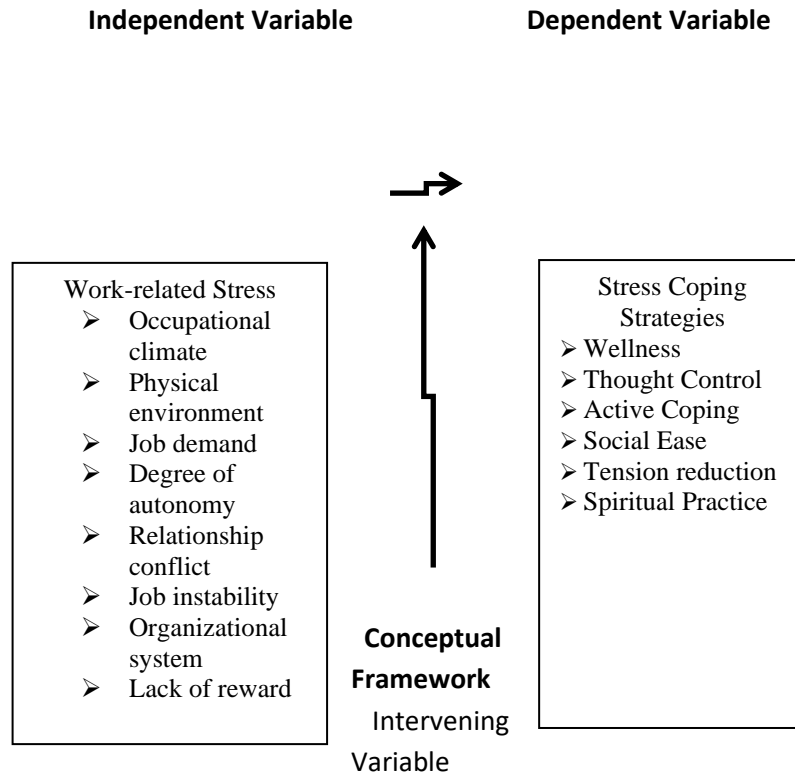 Independent Variable
Dependent Variable
Work-related Stress
➢ Occupational
climate
➢ Physical
environment
➢ Job demand
➢ Degree of
autonomy
➢ Relationship
conflict
➢ Job instability
➢ Organizational
system
➢ Lack of reward
Conceptual
Framework
Intervening
Variable
Stress Coping
Strategies
➢ Wellness
➢ Thought Control
➢ Active Coping
➢ Social Ease
➢ Tension reduction
➢ Spiritual Practice